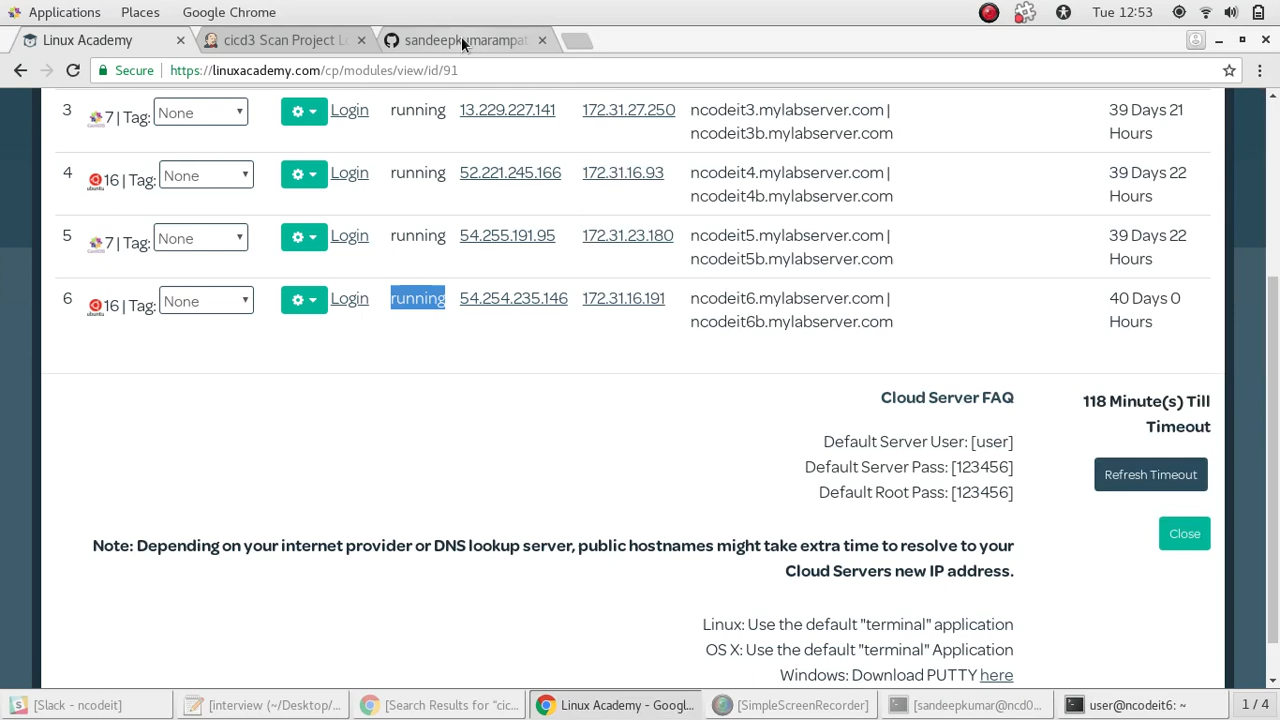 Applications Places Google Chrome Tue 12:53
Linux Academy cicd3 Scan Project L sandeepkumarampat
Secure https://linuxacademy.com/cp/modules/view/id/91
3 7 | Tag: None Login running 13.229.227.141 172.31.27.250 ncodeit3.mylabserver.com | 39 Days 21
ncodeit3b.mylabserver.com Hours
4 16 | Tag: None Login running 52.221.245.166 172.31.16.93 ncodeit4.mylabserver.com | 39 Days 22
ncodeit4b.mylabserver.com Hours
5 7 | Tag: None Login running 54.255.191.95 172.31.23.180 ncodeit5.mylabserver.com | 39 Days 22
ncodeit5b.mylabserver.com Hours
6 16 | Tag: None Login running 54.254.235.146 172.31.16.191 ncodeit6.mylabserver.com | 40 Days 0
ncodeit6b.mylabserver.com Hours
Cloud Server FAQ 118 Minute(s) Till
Timeout
Default Server User: [user]
Default Server Pass: [123456] Refresh Timeout
Default Root Pass: [123456]
Close
Note: Depending on your internet provider or DNS lookup server, public hostnames might take extra time to resolve to your
Cloud Servers new IP address.
Linux: Use the default "terminal" application
OS X: Use the default "terminal" Application
Windows: Download PUTTY here
[Slack - ncodeit] [interview (~/Desktop/... [Search Results for "cic... Linux Academy - Googl... [SimpleScreenRecorder] [sandeepkumar@ncd0... user@ncodeit6: ~ 1 / 4